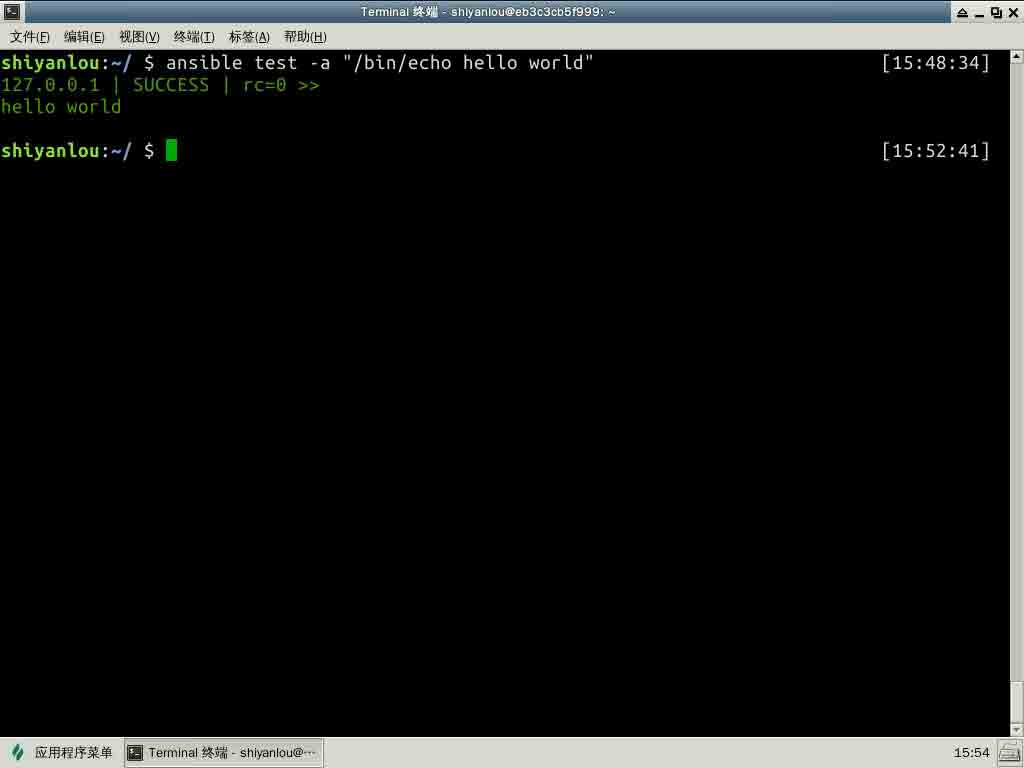 Terminal 终端 - shiyanlou@eb3c3cb5f999: ~
文件(F) 编辑(E) 视图(V) 终端(T) 标签(A) 帮助(H)
shiyanlou:~/ $ ansible test -a "/bin/echo hello world" [15:48:34]
127.0.0.1 | SUCCESS | rc=0 >>
hello world
shiyanlou:~/ $ [15:52:41]
应用程序菜单 Terminal 终端 - shiyanlou@··· 15:54